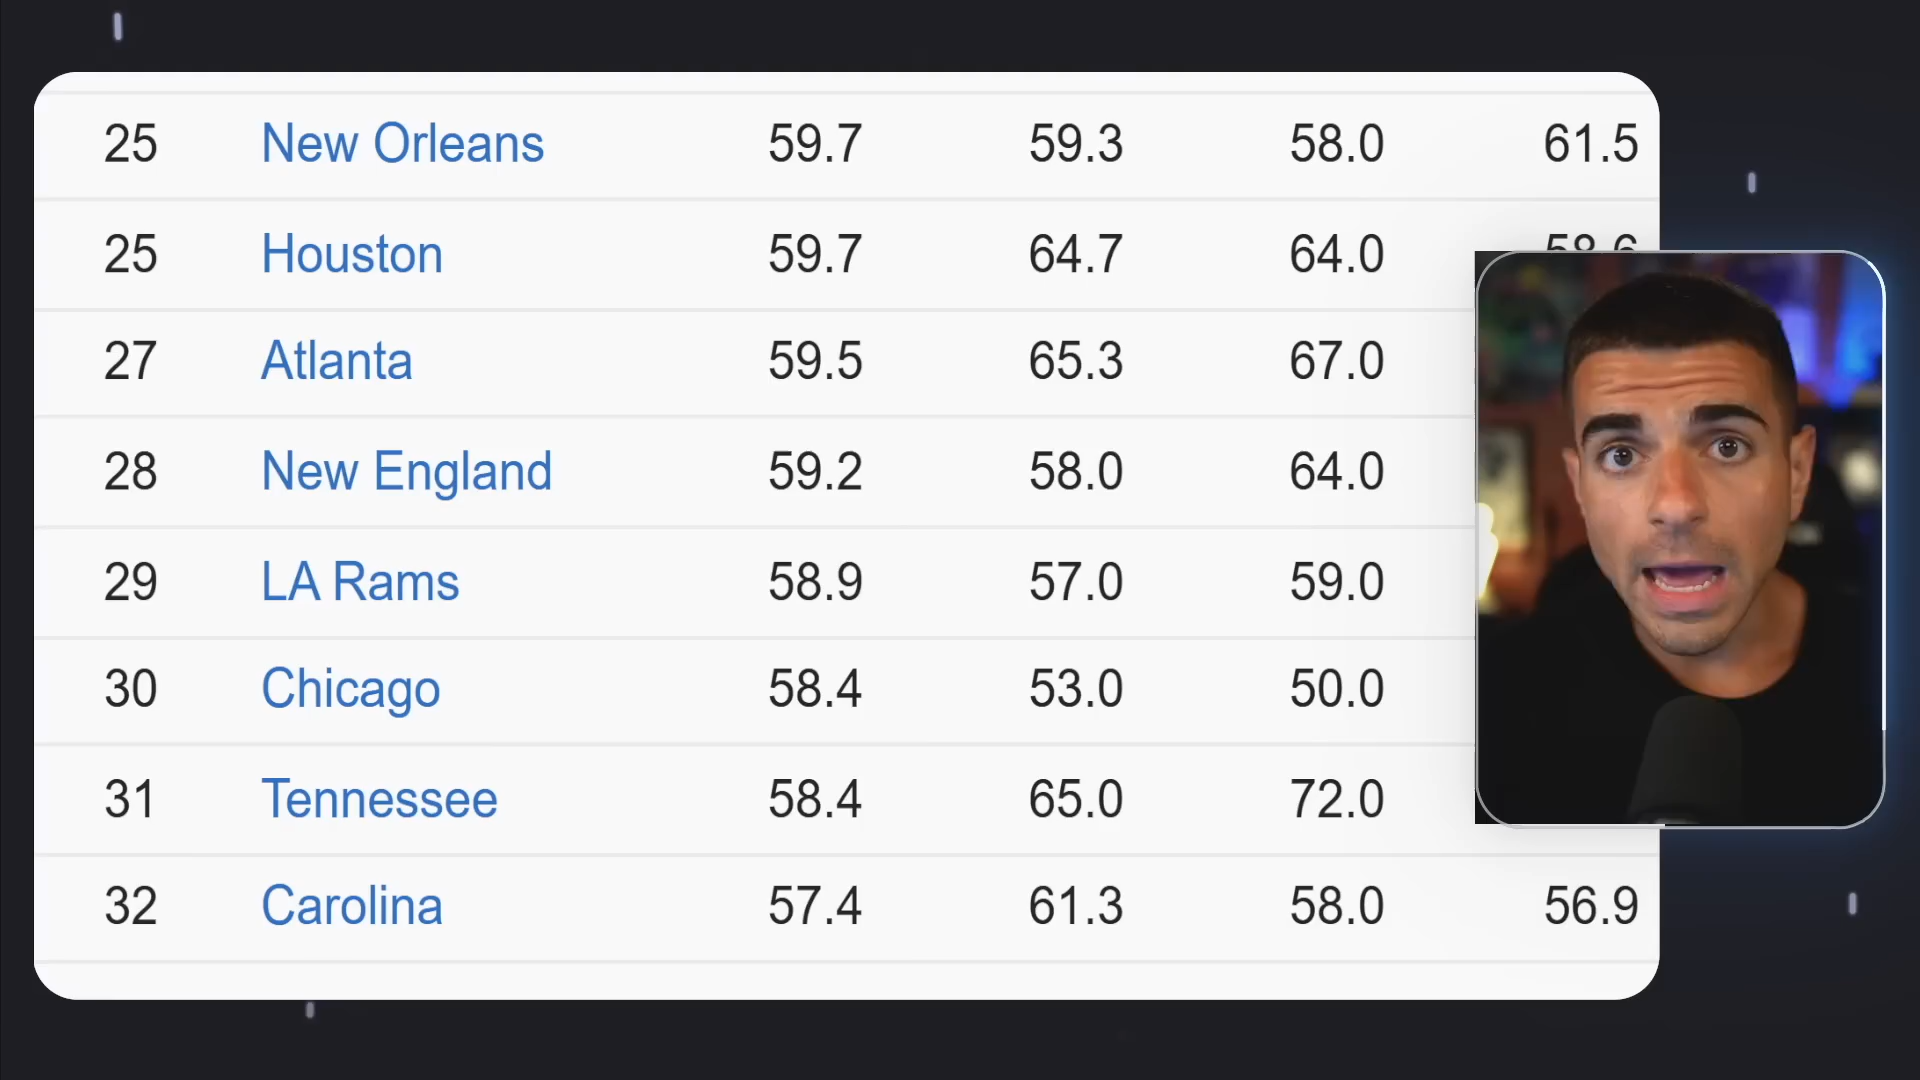 25 New Orleans 59.7 59.3 58.0 61.5
25 Houston 59.7 64.7 64.0
27 Atlanta 59.5 65.3 67.0
28 New England 59.2 58.0 64.0
29 LA Rams 58.9 57.0 59.0
30 Chicago 58.4 53.0 50.0
31 Tennessee 58.4 65.0 72.0
32 Carolina 57.4 61.3 58.0 56.9